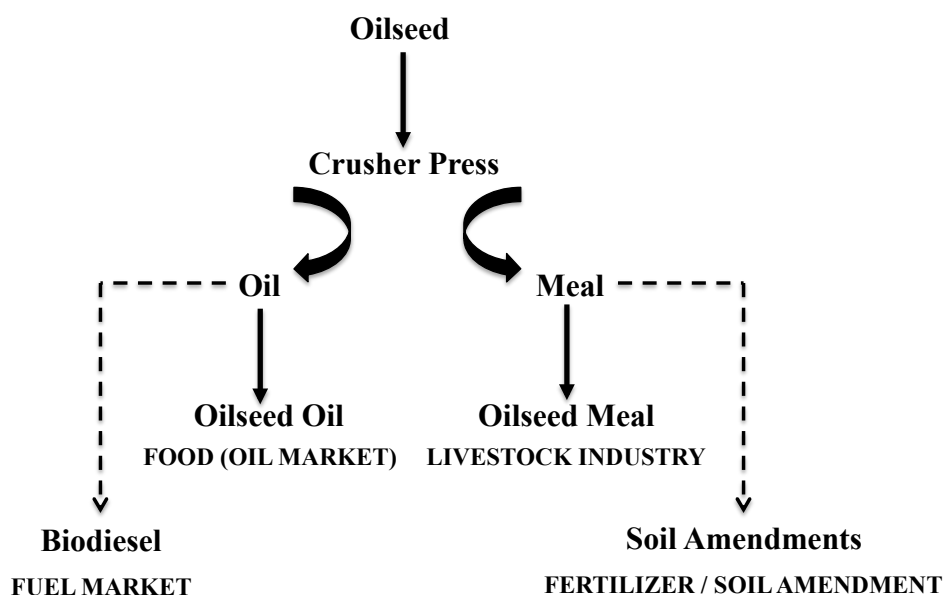 Oilseed
Crusher Press
Oil
Meal
Oilseed Oil
Oilseed Meal
FOOD (OIL MARKET)
LIVESTOCK INDUSTRY
Biodiesel
Soil Amendments
FUEL MARKET
FERTILIZER / SOIL AMENDMENT